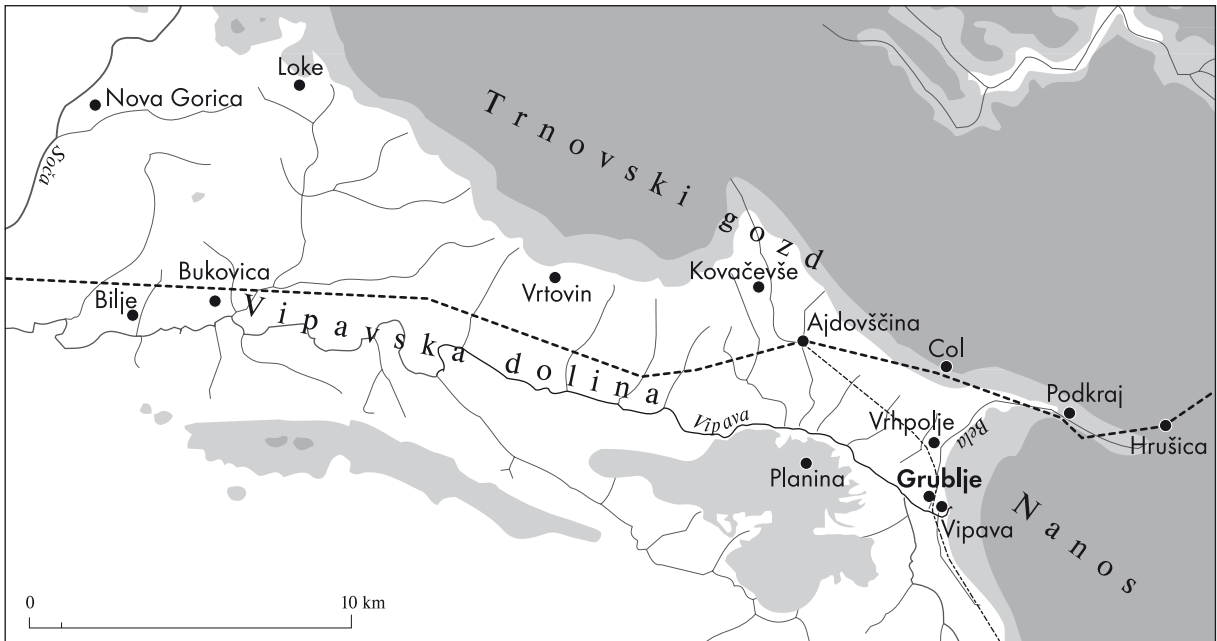 Loke
Nova Gorica
Soča
Trnovski gozd
Bukovica
Bilje
Vrtovin
Kovačevše
Ajdovščina
Vipavska dolina
Col
Podkraj
Hrušica
Vipava
Vrhpolje
Bela
Planina
Grublje
Vipava
Nanos
0 10 km